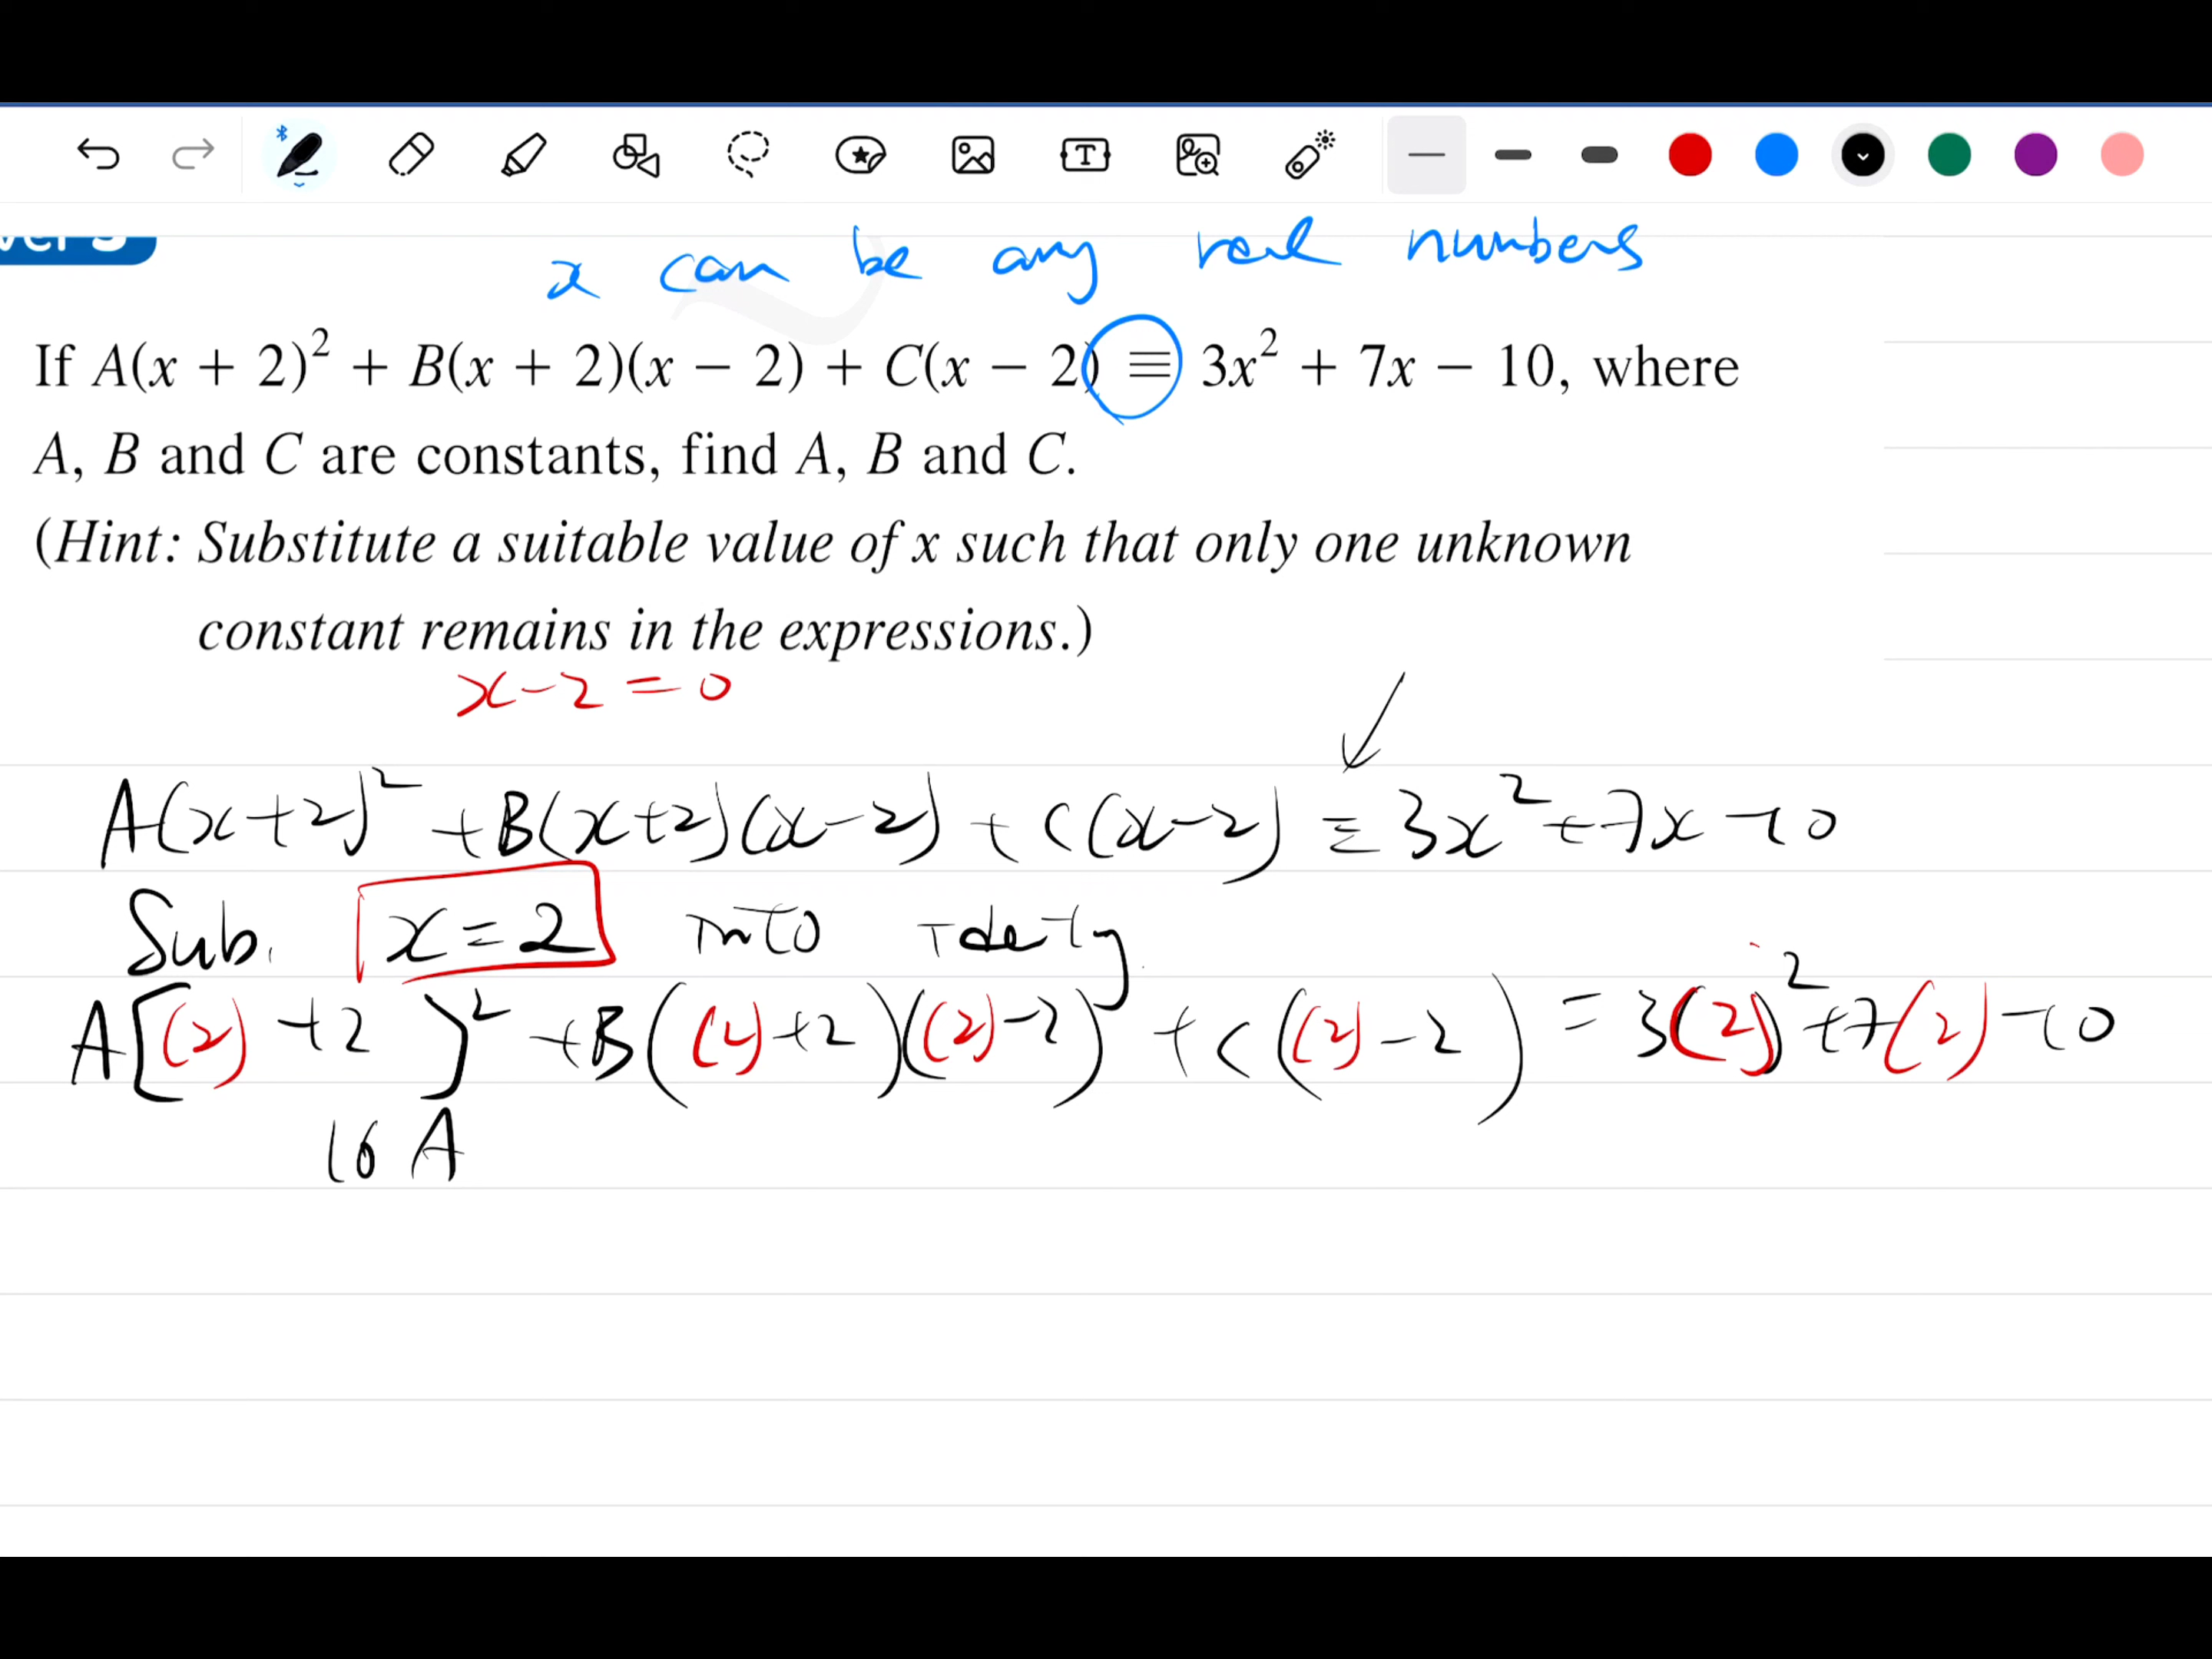 x can be any real numbers
If A(x + 2)² + B(x + 2)(x − 2) + C(x − 2) ≡ 3x² + 7x − 10, where
A, B and C are constants, find A, B and C.
(Hint: Substitute a suitable value of x such that only one unknown
constant remains in the expressions.)
x−2 = 0
A(x+2)² +B(x+2)(x−2) + C(x−2) ≡ 3x²+7x−10
Sub. x=2 into
A[(2) +2]² +B((2)+2)((2)−2) + C((2)−2) = 3(2)²+7(2)−10
16 A